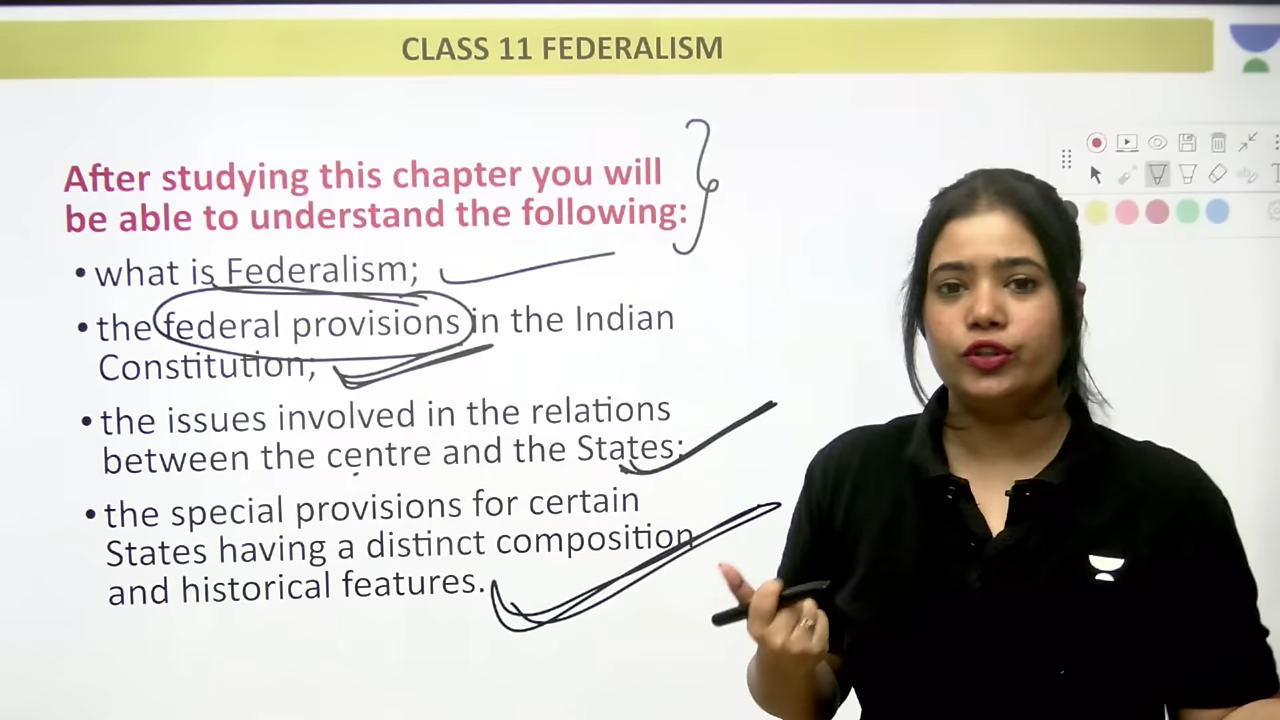 CLASS 11 FEDERALISM
After studying this chapter you will
be able to understand the following:
• what is Federalism;
• the federal provisions in the Indian
Constitution;
• the issues involved in the relations
between the centre and the States;
• the special provisions for certain
States having a distinct composition
and historical features.